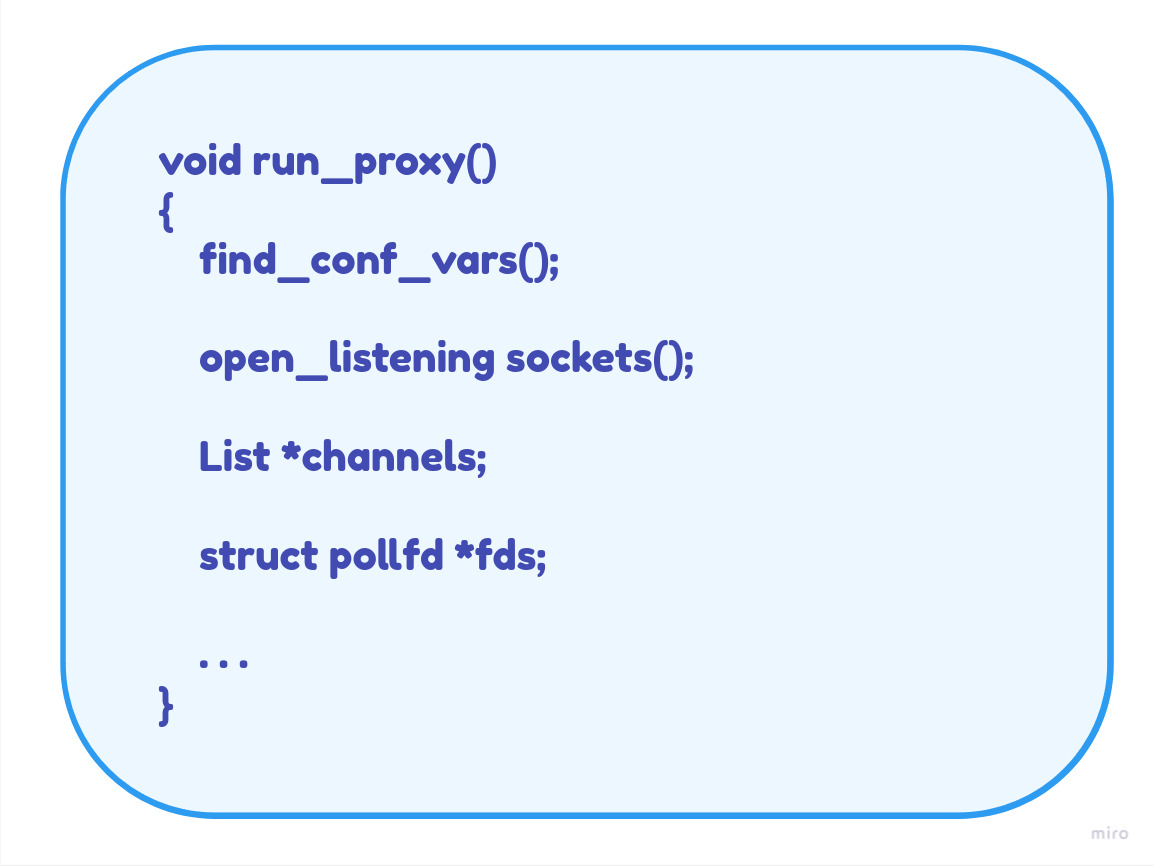 void run_proxy()
{
find_conf_vars();
open_listening sockets();
List *channels;
struct pollfd *fds;
. . .
}
miro